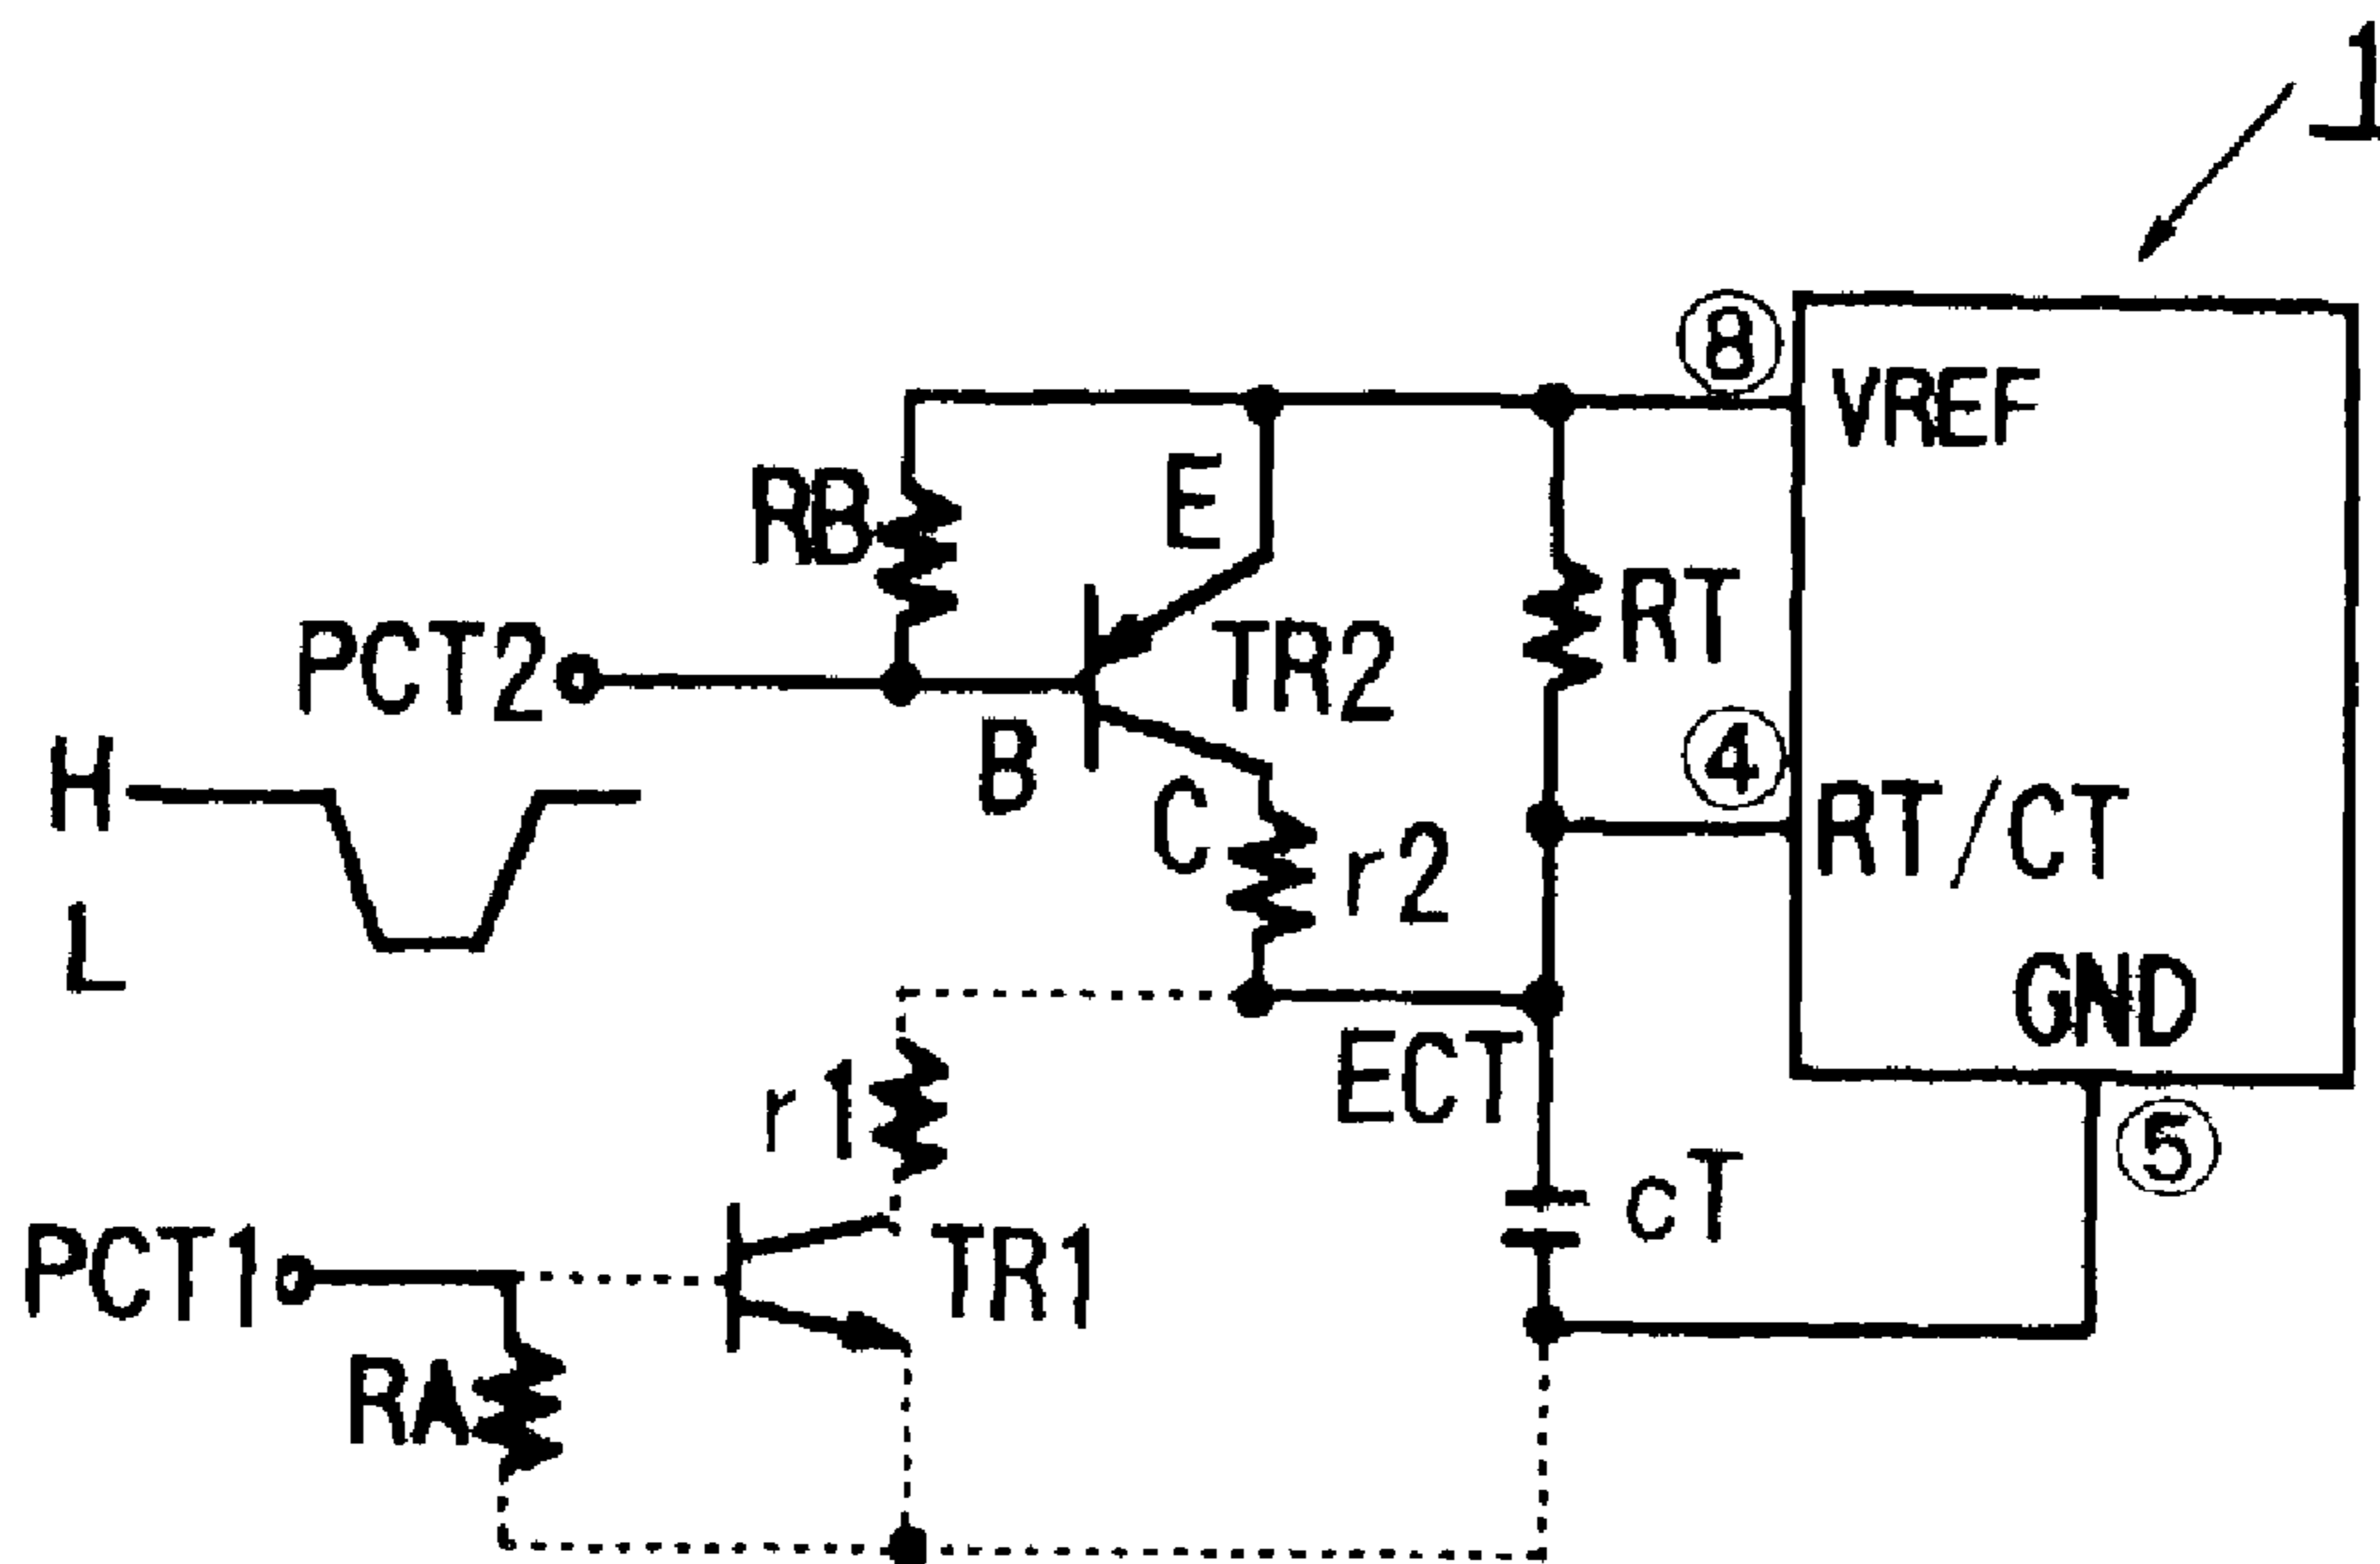 1
⑧
VREF
RB
E
RT
PCT2
TR2
④
B
H
C
r2
RT/CT
L
GND
ECT
r1
⑤
cT
PCT1
TR1
RA